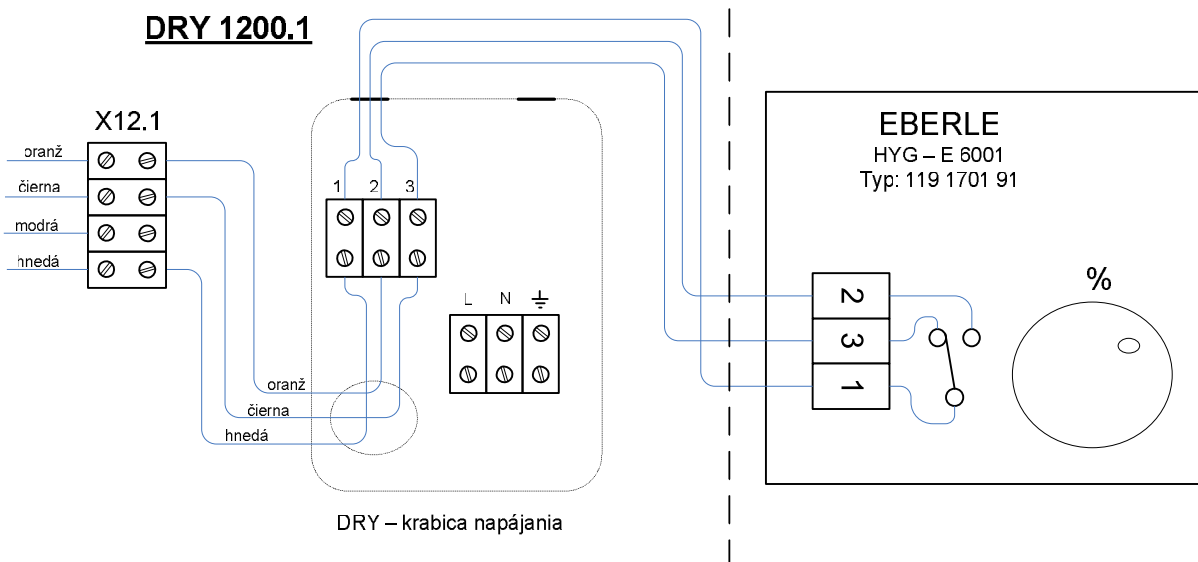 DRY 1200.1
X12.1
oranž
čierna
modrá
hnedá
1 2 3
L N
oranž
čierna
hnedá
DRY – krabica napájania
EBERLE
HYG – E 6001
Typ: 119 1701 91
2
3
1
%